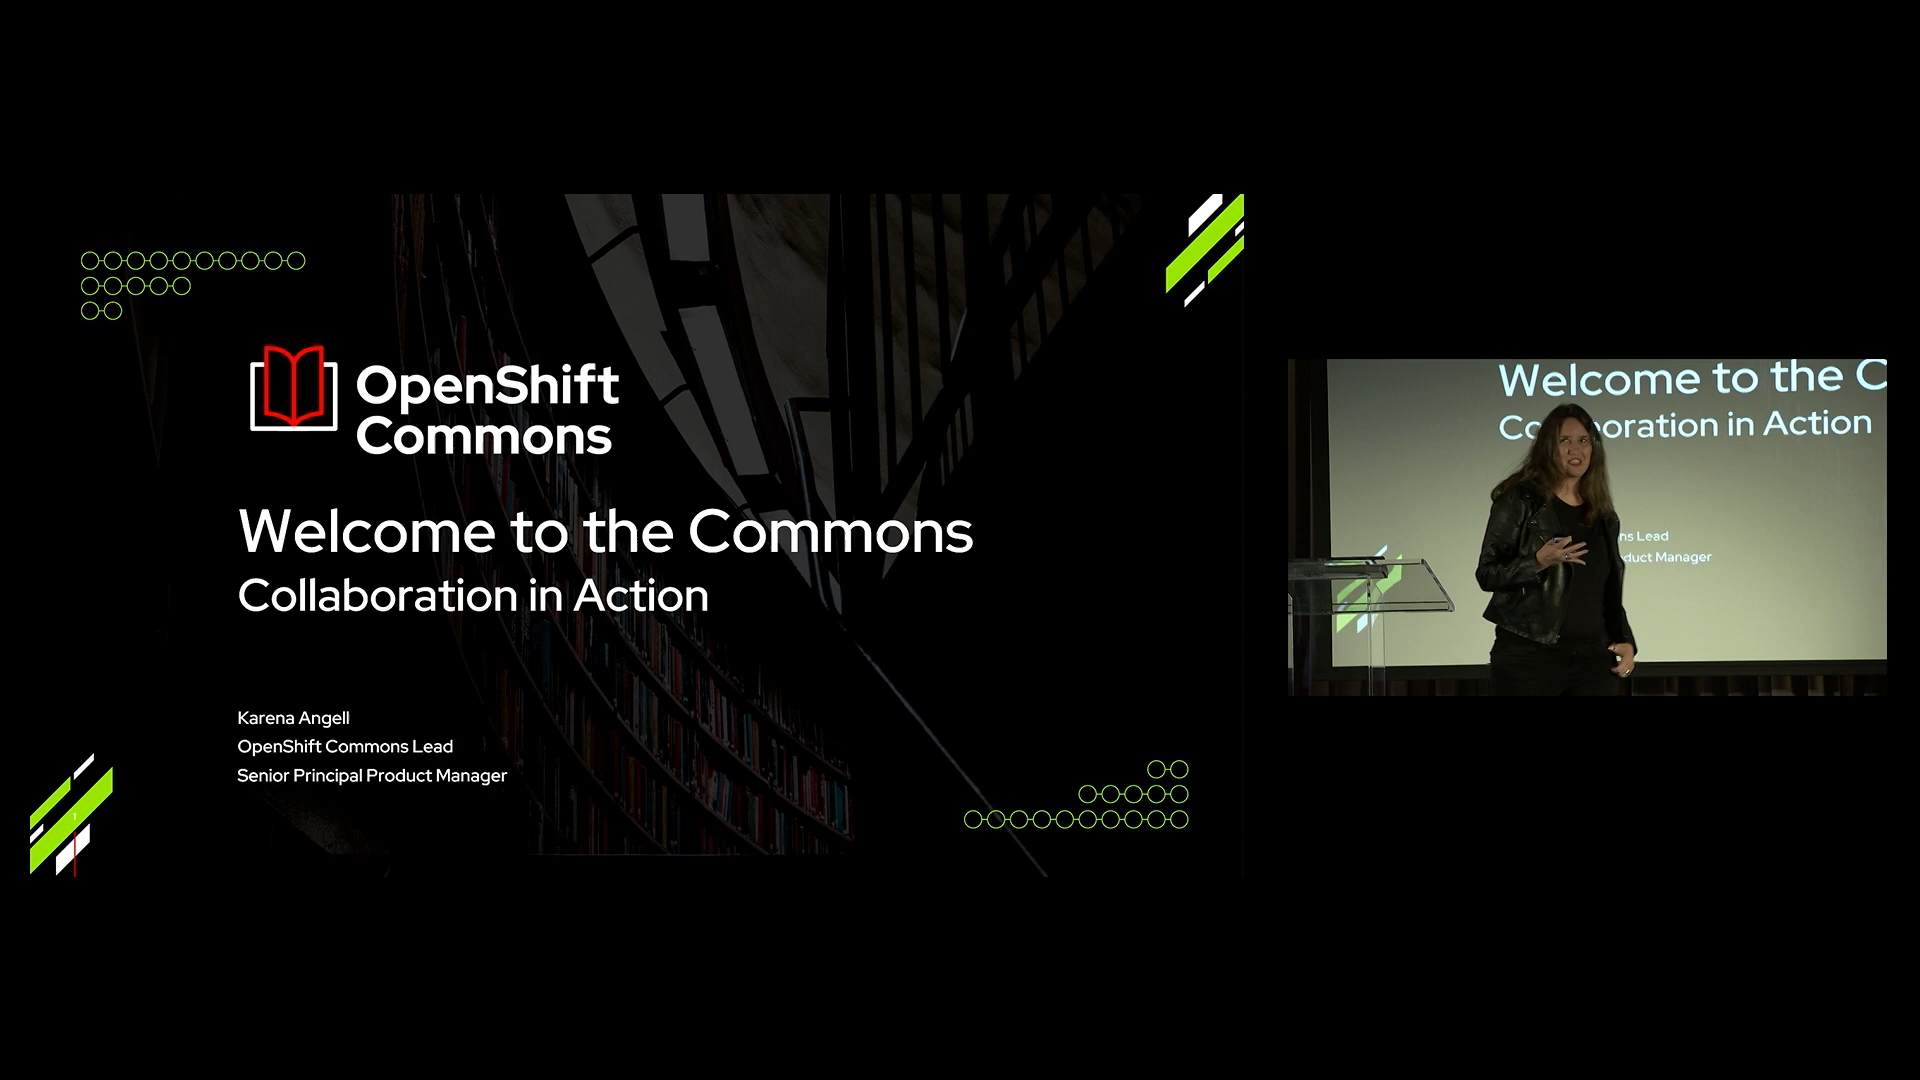 OpenShift
Commons
Welcome to the Commons
Collaboration in Action
Karena Angell
OpenShift Commons Lead
Senior Principal Product Manager
1
Welcome to the C
Co oration in Action
ns Lead
duct Manager